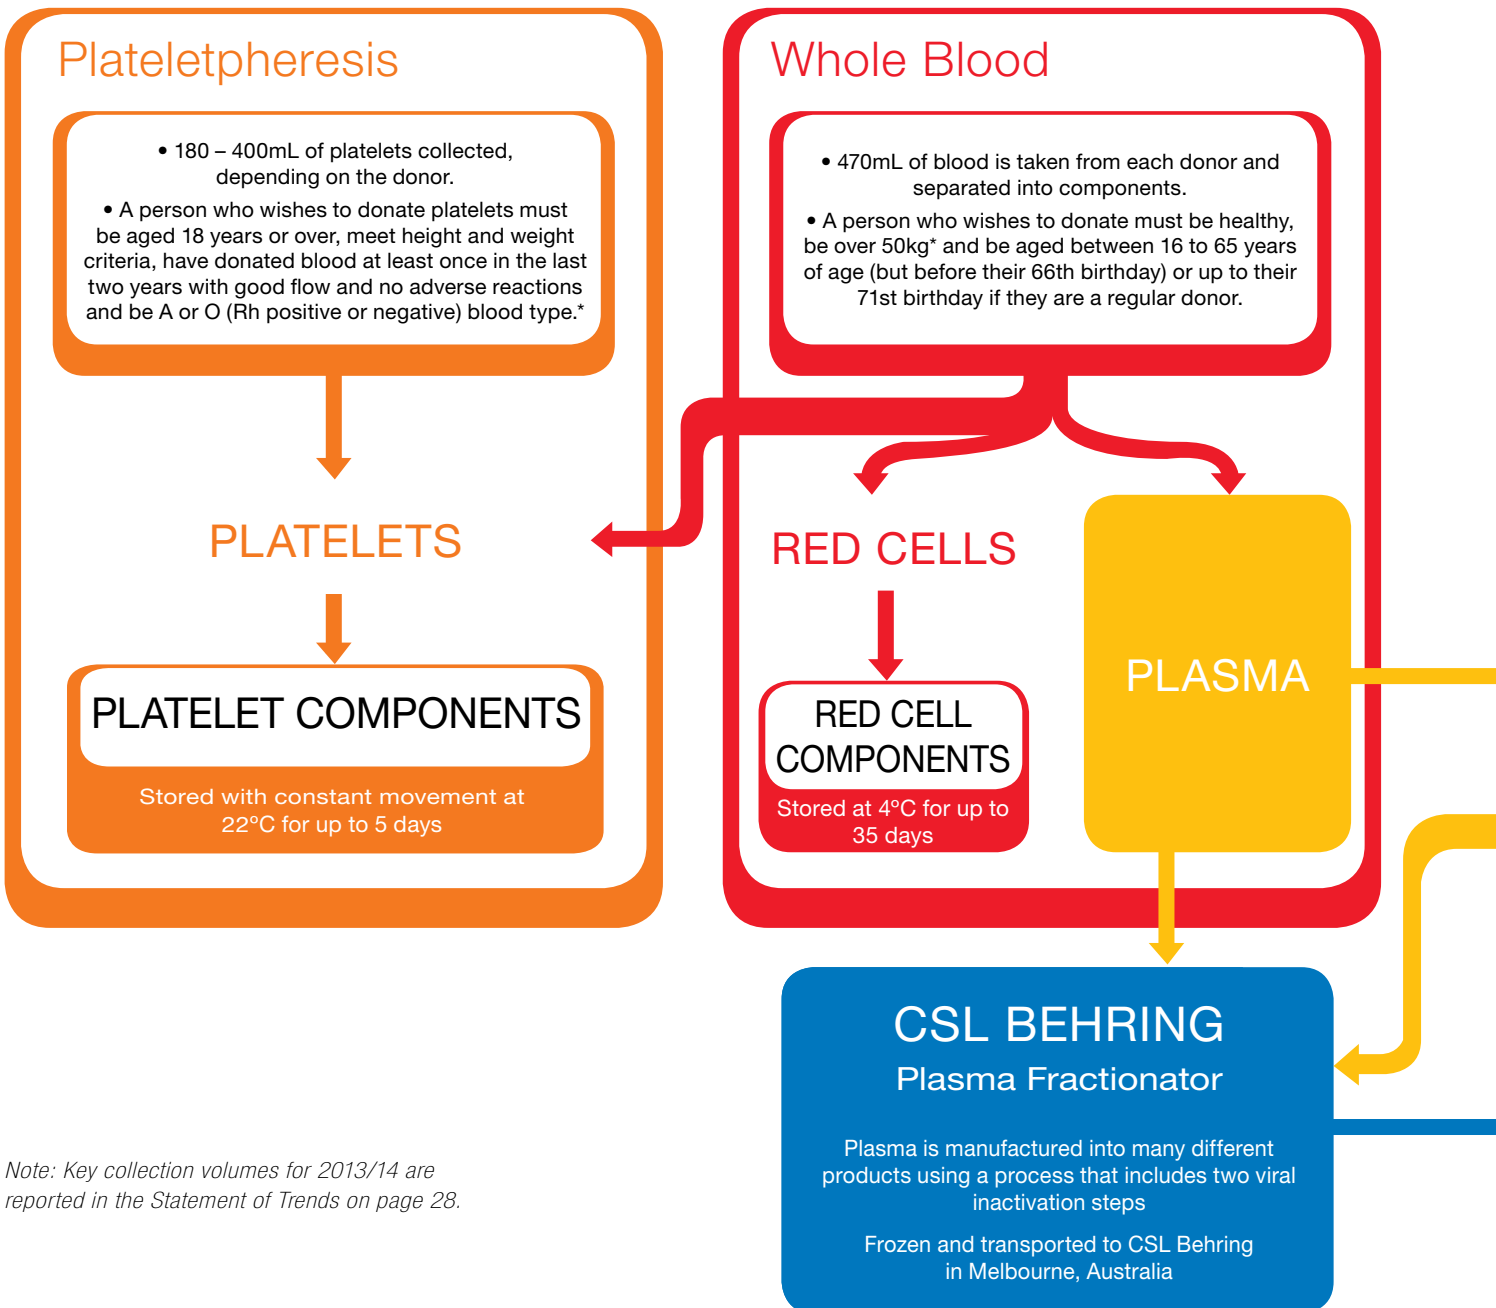 Plateletpheresis
• 180 – 400mL of platelets collected,
depending on the donor.
• A person who wishes to donate platelets must
be aged 18 years or over, meet height and weight
criteria, have donated blood at least once in the last
two years with good flow and no adverse reactions
and be A or O (Rh positive or negative) blood type.*
PLATELETS
PLATELET COMPONENTS
Stored with constant movement at
22ºC for up to 5 days
Whole Blood
• 470mL of blood is taken from each donor and
separated into components.
• A person who wishes to donate must be healthy,
be over 50kg* and be aged between 16 to 65 years
of age (but before their 66th birthday) or up to their
71st birthday if they are a regular donor.
RED CELLS
RED CELL
COMPONENTS
Stored at 4ºC for up to
35 days
PLASMA
CSL BEHRING
Plasma Fractionator
Plasma is manufactured into many different
products using a process that includes two viral
inactivation steps
Frozen and transported to CSL Behring
in Melbourne, Australia
Note: Key collection volumes for 2013/14 are
reported in the Statement of Trends on page 28.